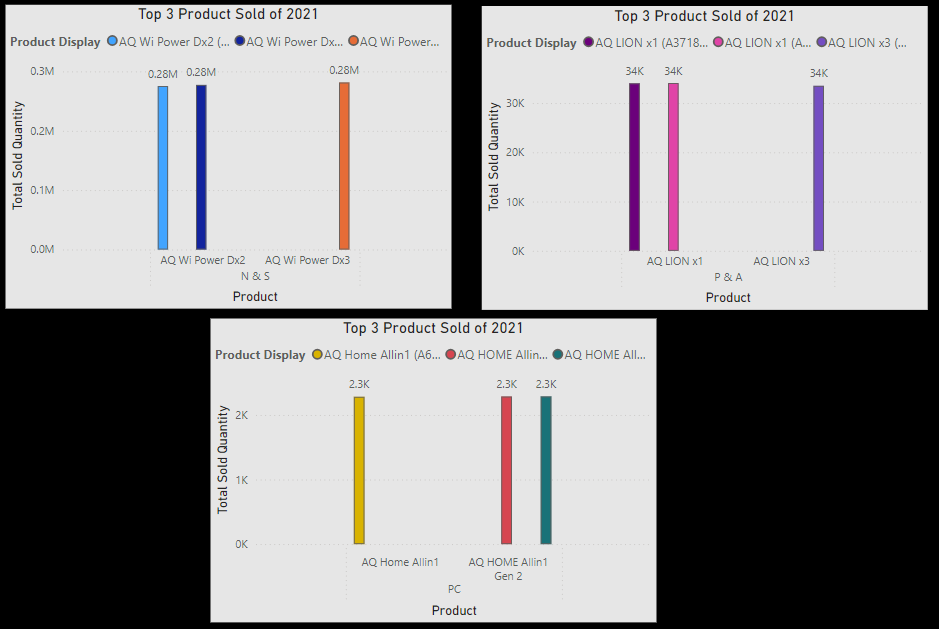 Top 3 Product Sold of 2021
Product Display AQ Wi Power Dx2 (... AQ Wi Power Dx... AQ Wi Power...
Total Sold Quantity
0.3M
0.2M
0.1M
0.0M
0.28M 0.28M 0.28M
AQ Wi Power Dx2 AQ Wi Power Dx3
N & S
Product
Top 3 Product Sold of 2021
Product Display AQ LION x1 (A3718... AQ LION x1 (A... AQ LION x3 (...
Total Sold Quantity
30K
20K
10K
0K
34K 34K 34K
AQ LION x1 AQ LION x3
P & A
Product
Top 3 Product Sold of 2021
Product Display AQ Home Allin1 (A6... AQ HOME Allin... AQ HOME All...
Total Sold Quantity
2K
1K
0K
2.3K 2.3K 2.3K
AQ Home Allin1 AQ HOME Allin1
Gen 2
PC
Product